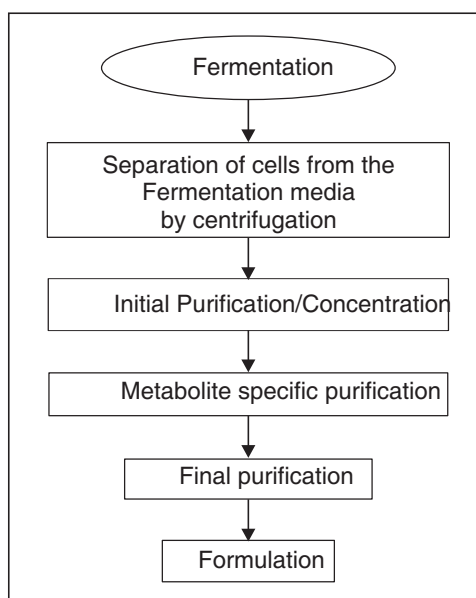 Fermentation
Separation of cells from the
Fermentation media
by centrifugation
Initial Purification/Concentration
Metabolite specific purification
Final purification
Formulation